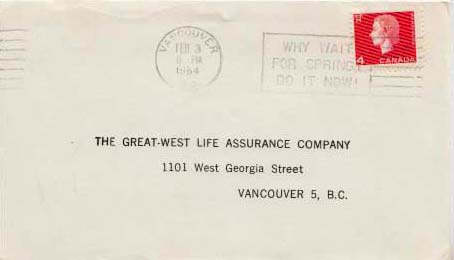 VANCOUVER
FEB 3
PM
1964
WHY WAIT
FOR SPRING
DO IT NOW!
4 CANADA
THE GREAT-WEST LIFE ASSURANCE COMPANY
1101 West Georgia Street
VANCOUVER 5, B.C.